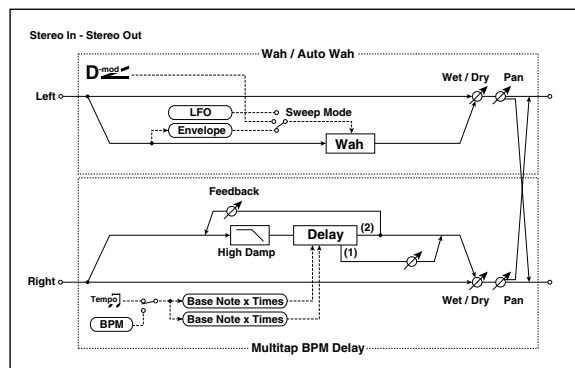 Stereo In - Stereo Out
Wah / Auto Wah
D-mod
Wet / Dry
Pan
Left
LFO
Sweep Mode
Envelope
Wah
Feedback
Delay
(2)
(1)
High Damp
Right
Tempo
Base Note x Times
BPM
Base Note x Times
Wet / Dry
Pan
Multitap BPM Delay